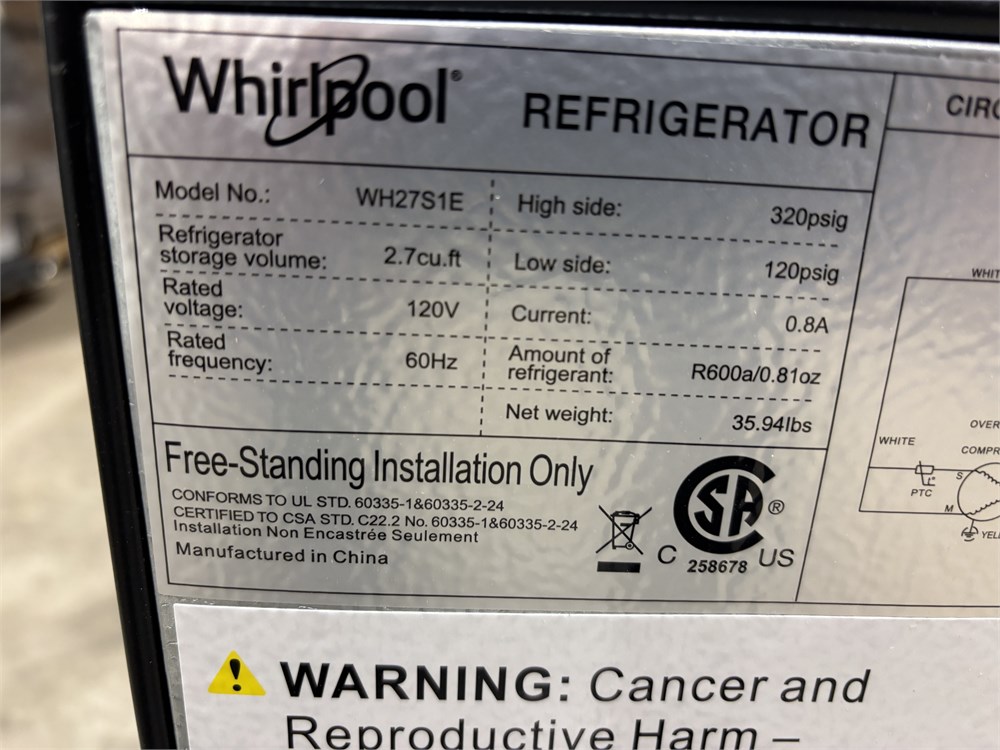 Whirlpool® REFRIGERATOR
Model No.: WH27S1E
Refrigerator
storage volume: 2.7cu.ft
Rated
voltage: 120V
Rated
frequency: 60Hz
High side: 320psig
Low side: 120psig
Current: 0.8A
Amount of
refrigerant: R600a/0.81oz
Net weight: 35.94lbs
Free-Standing Installation Only
CONFORMS TO UL STD. 60335-1&60335-2-24
CERTIFIED TO CSA STD. C22.2 No. 60335-1&60335-2-24
Installation Non Encastrée Seulement
Manufactured in China
SA ®
C US
258678
WHITE
PTC
S
M
OVER
WARNING: Cancer and
Reproductive Harm –